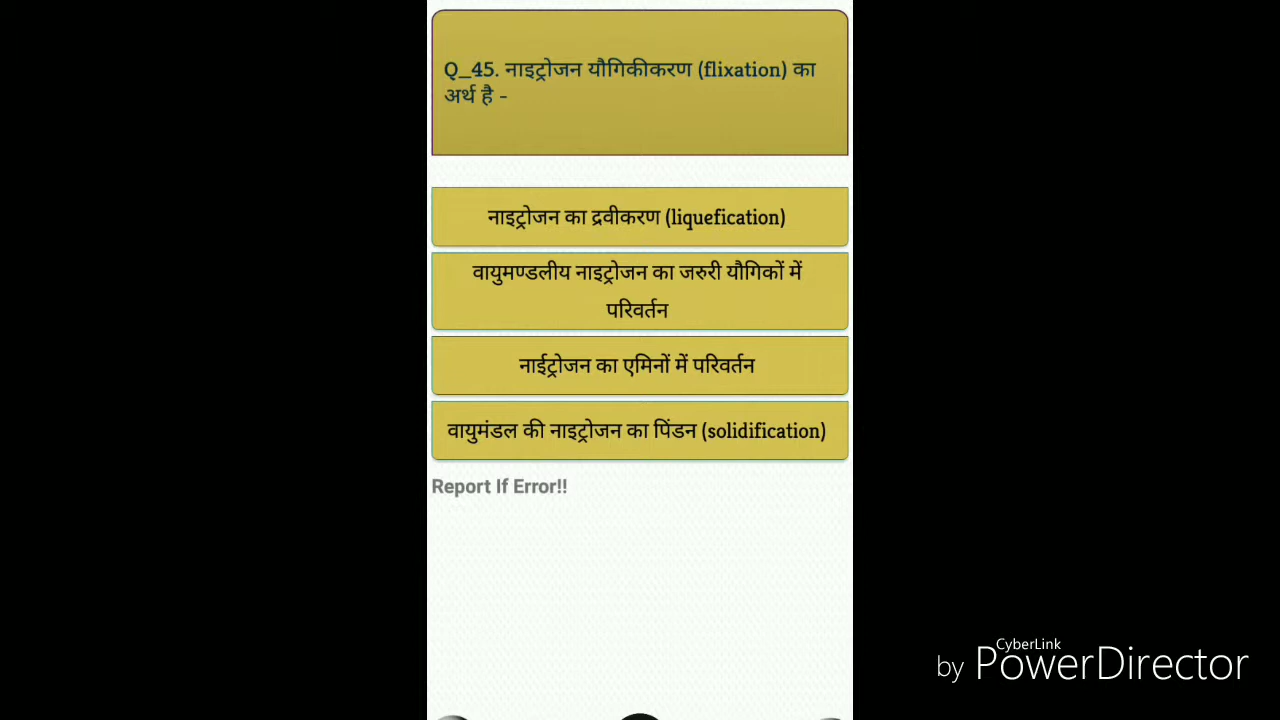 Q_45. नाइट्रोजन यौगिकीकरण (flixation) का
अर्थ है -
नाइट्रोजन का द्रवीकरण (liquefication)
वायुमण्डलीय नाइट्रोजन का जरुरी यौगिकों में
परिवर्तन
नाईट्रोजन का एमिनों में परिवर्तन
वायुमंडल की नाइट्रोजन का पिंडन (solidification)
Report If Error!!
CyberLink
by PowerDirector